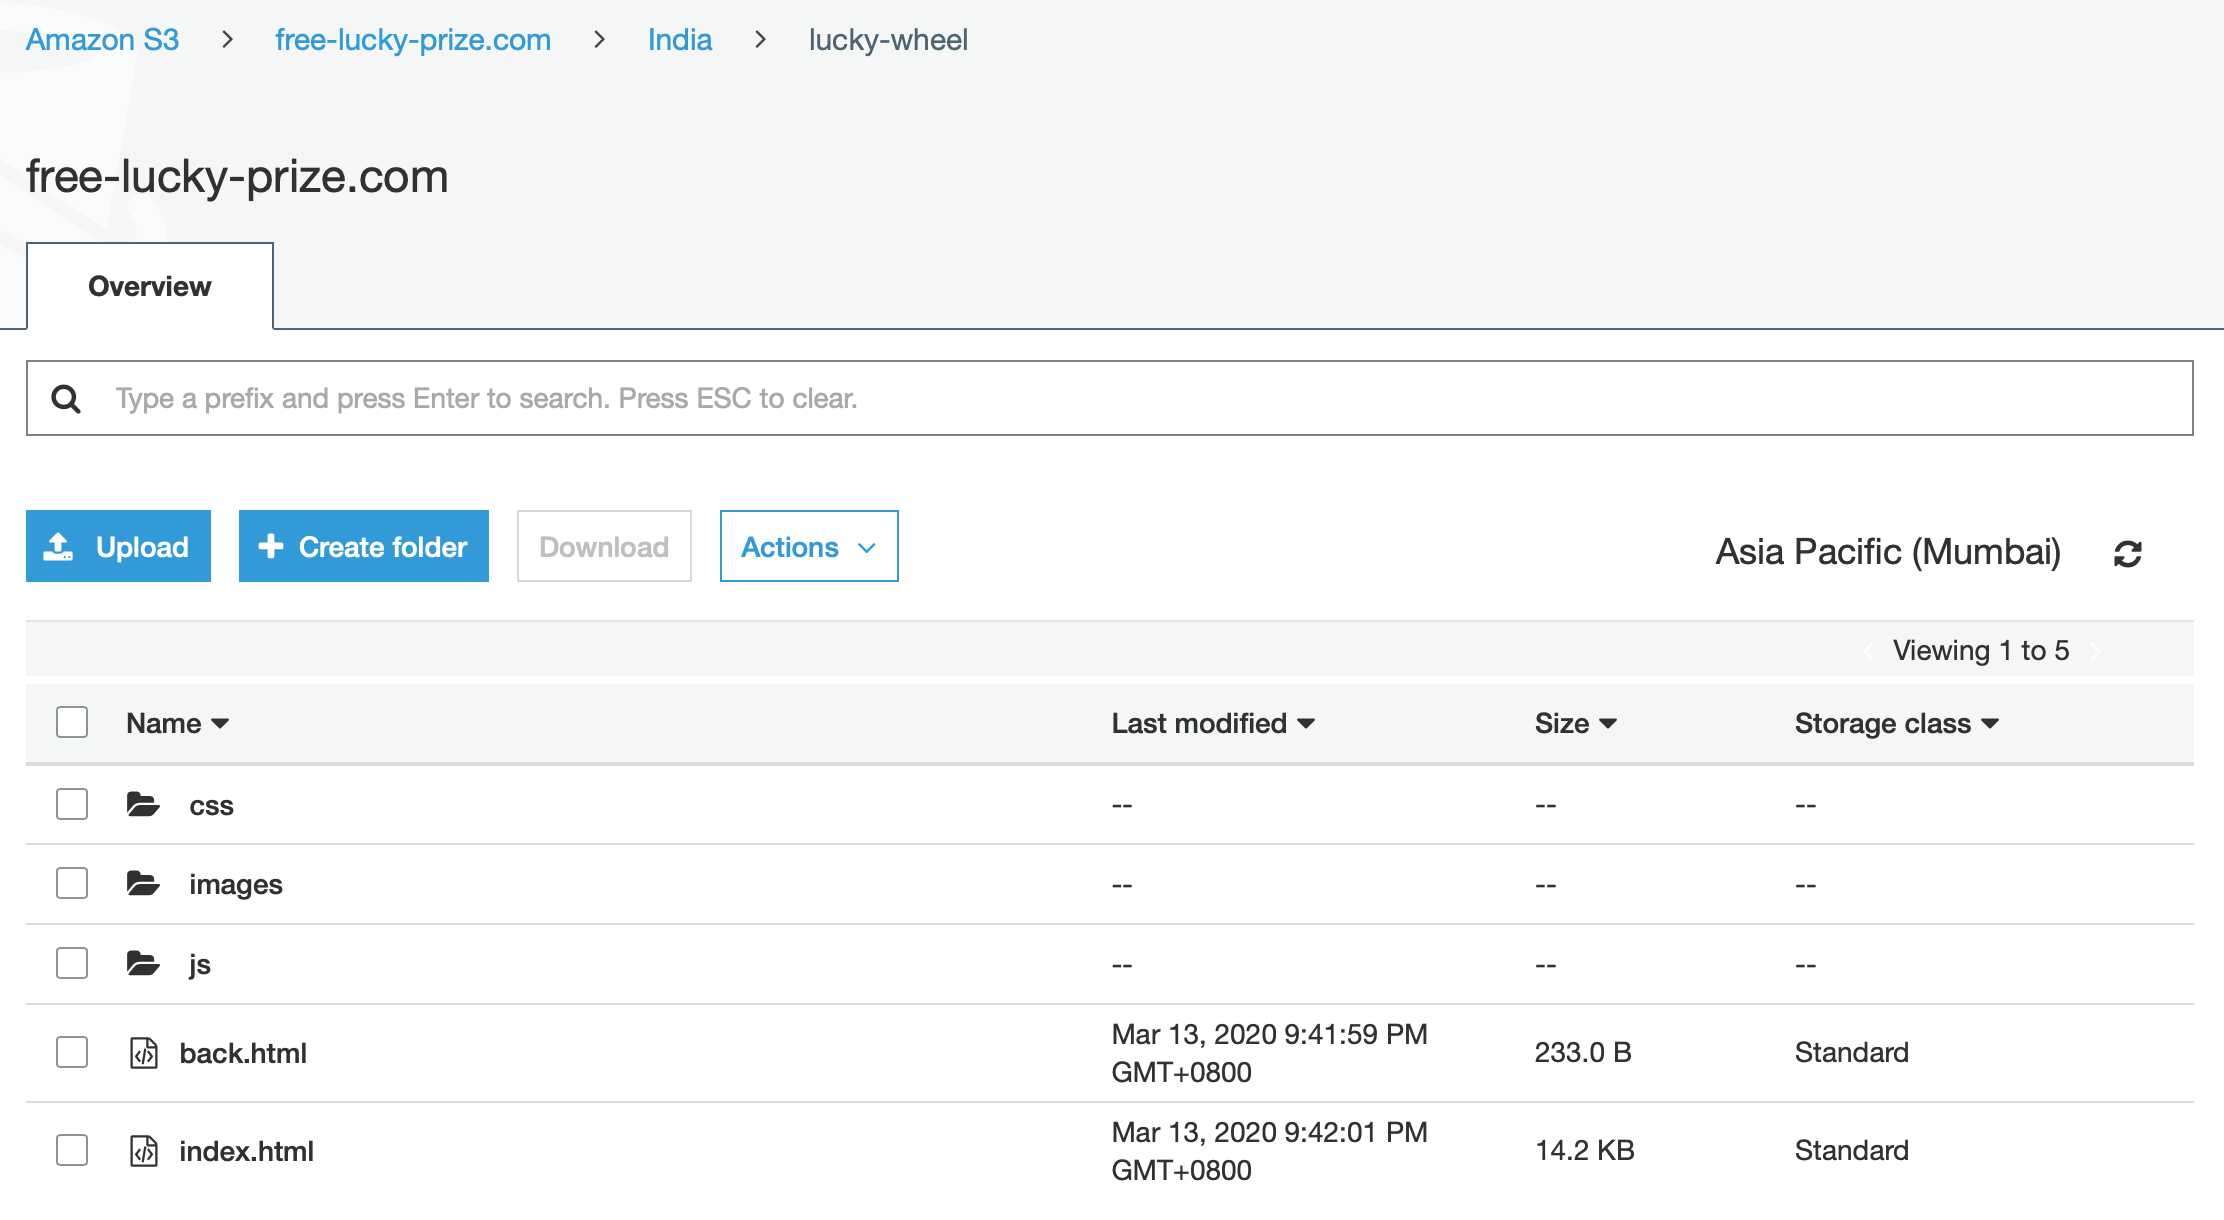 Amazon S3 > free-lucky-prize.com > India > lucky-wheel
free-lucky-prize.com
Overview
Type a prefix and press Enter to search. Press ESC to clear.
Upload Create folder Download Actions Asia Pacific (Mumbai)
Viewing 1 to 5
Name Last modified Size Storage class
css -- -- --
images -- -- --
js -- -- --
back.html Mar 13, 2020 9:41:59 PM GMT+0800 233.0 B Standard
index.html Mar 13, 2020 9:42:01 PM GMT+0800 14.2 KB Standard